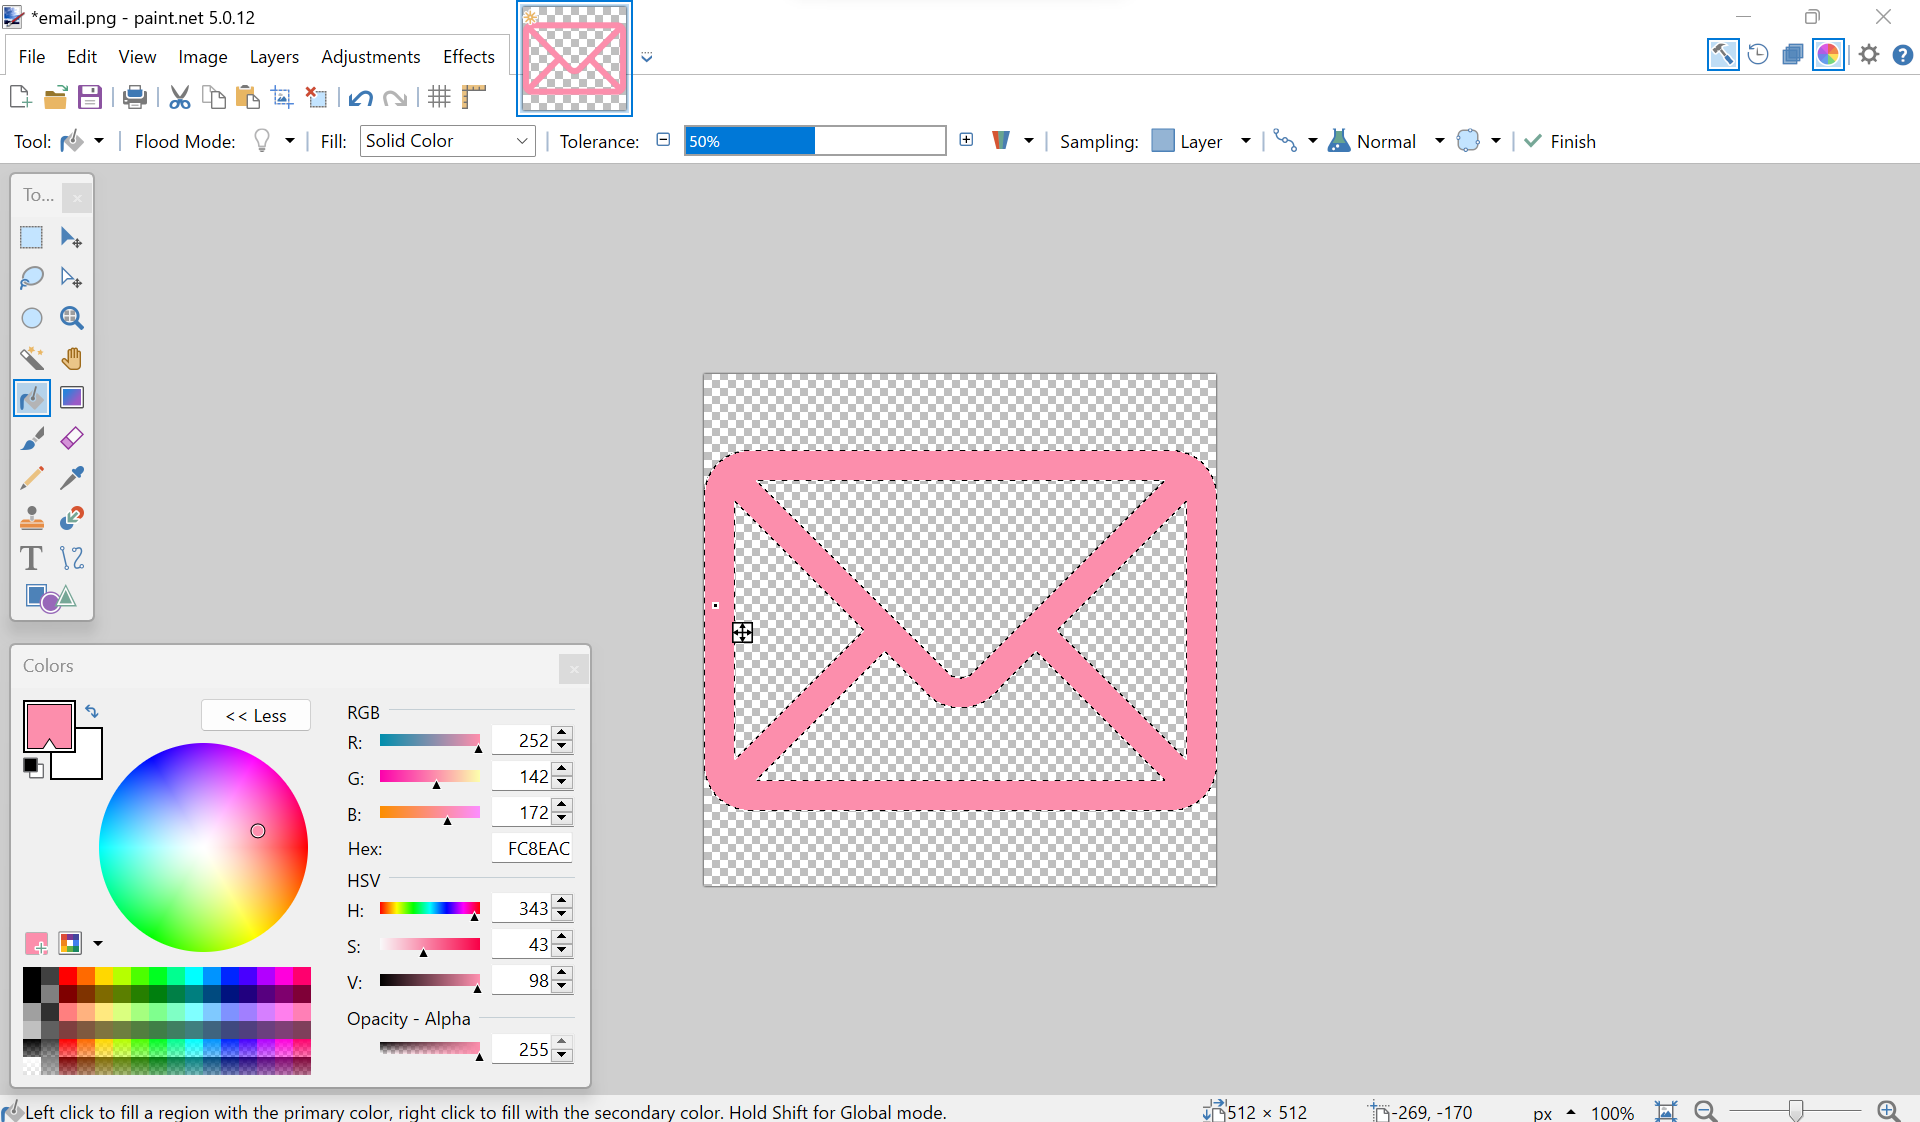 *email.png - paint.net 5.0.12
File Edit View Image Layers Adjustments Effects
Tool: Flood Mode: Fill: Solid Color Tolerance: 50% Sampling: Layer Normal Finish
To...
Colors
<< Less
RGB
R: 252
G: 142
B: 172
Hex: FC8EAC
HSV
H: 343
S: 43
V: 98
Opacity - Alpha
255
Left click to fill a region with the primary color, right click to fill with the secondary color. Hold Shift for Global mode. 512 × 512 -269, -170 px 100%